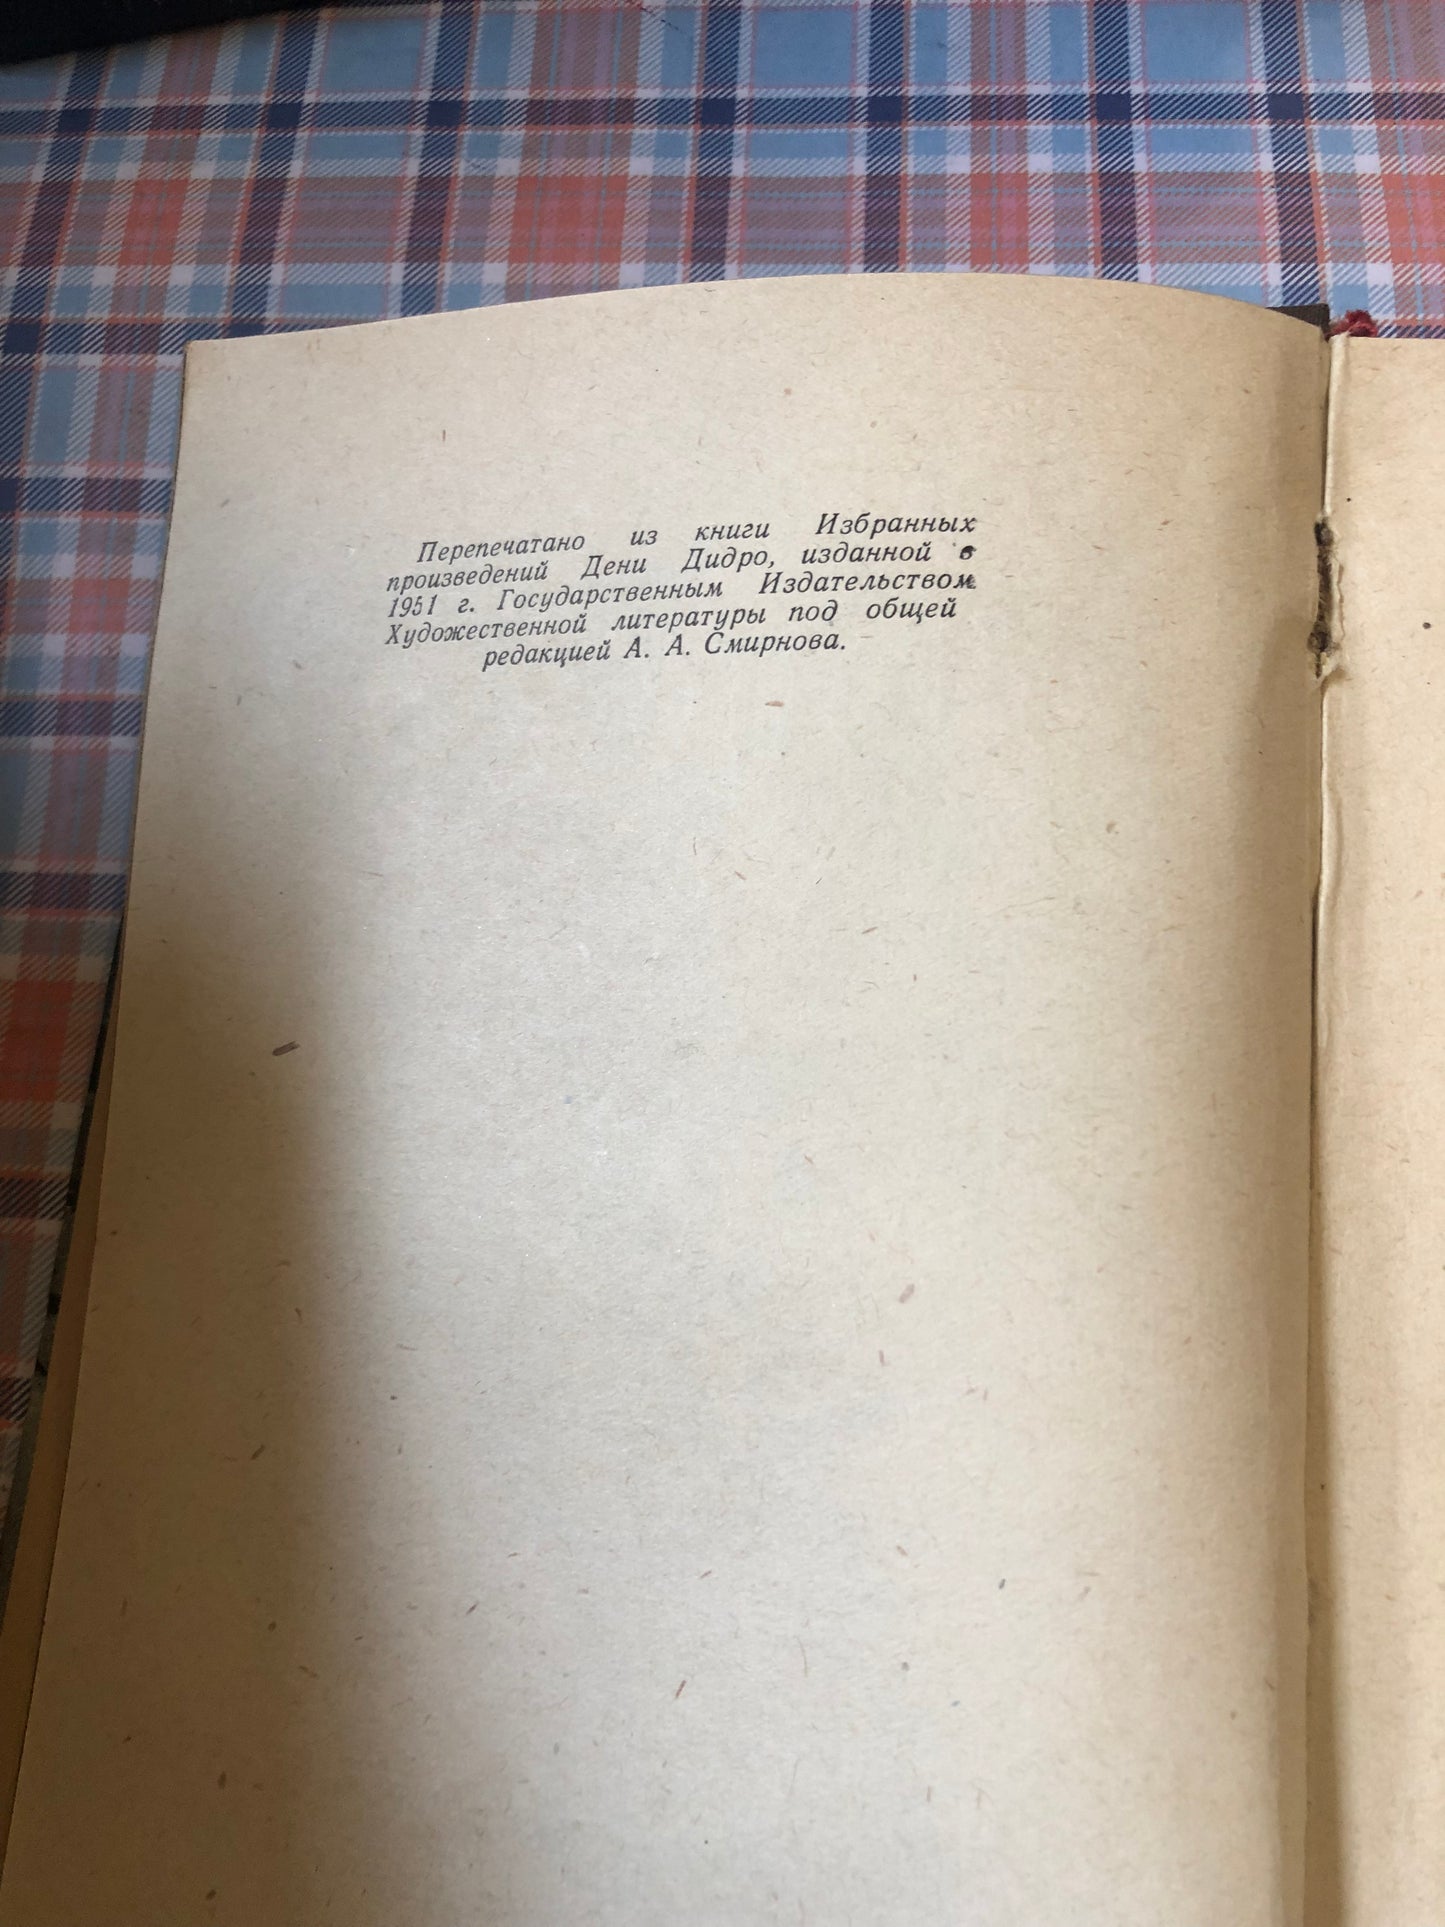 Перепечатано из книги Избранных
произведений Дени Дидро, изданной в
1951 г. Государственным Издательством
Художественной литературы под общей
редакцией А. А. Смирнова.